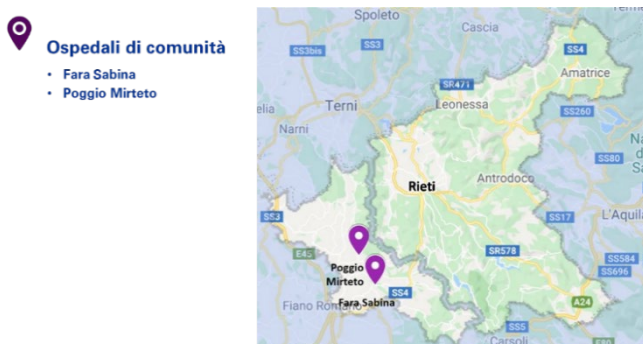 Ospedali di comunità
• Fara Sabina
• Poggio Mirteto
Spoleto
Cascia
SS3bis
SS3
SS4
Amatrice
SR471
Leonessa
Terni
SS260
Narni
SS80
Rieti
Antrodoco
SS3
SS17
L'Aquila
E45
SR578
Poggio
Mirteto
SS584
SS696
SS4
Fara Sabina
Fiano Romano
A24
SS5
Carsoli
E80